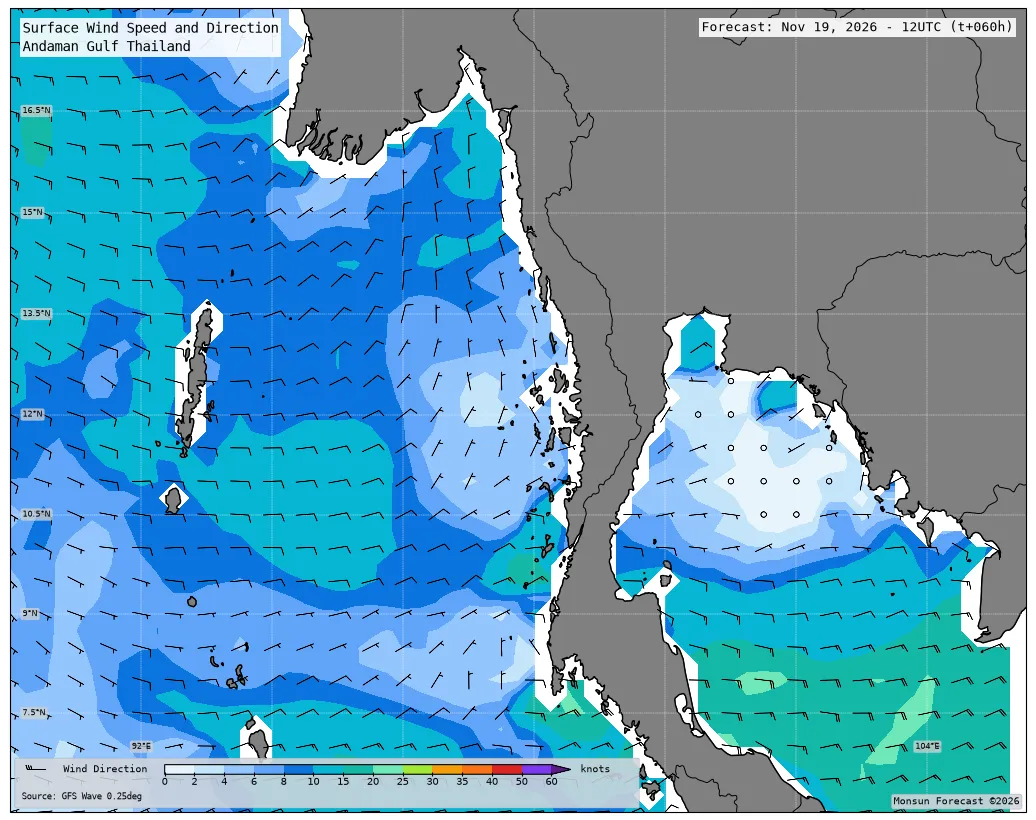 Surface Wind Speed and Direction
Andaman Gulf Thailand
Forecast: Nov 19, 2026 - 12UTC (t+060h)
16.5°N
15°N
13.5°N
12°N
10.5°N
9°N
7.5°N
92°E
104°E
Wind Direction
knots
0 2 4 6 8 10 15 20 25 30 35 40 50 60
Source: GFS Wave 0.25deg
Monsun Forecast ©2026